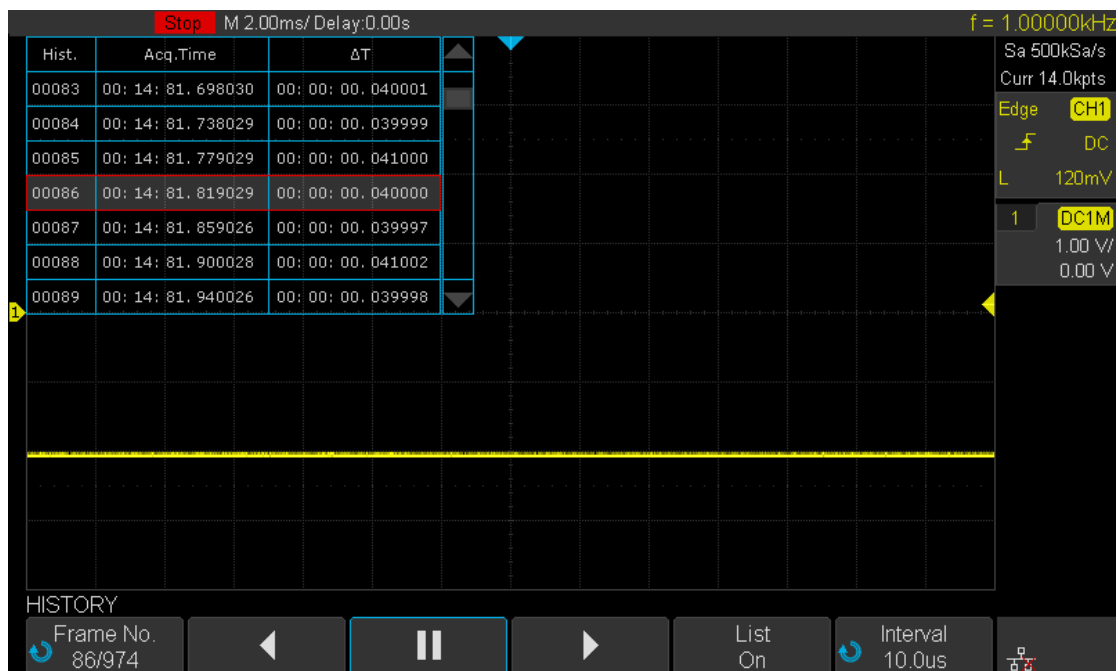 Stop M 2.00ms/ Delay:0.00s f = 1.00000kHz
Sa 500kSa/s
Curr 14.0kpts
Edge CH1
DC
L 120mV
1 DC1M
1.00 V/
0.00 V
Hist. Acq.Time ΔT
00083 00: 14: 81. 698030 00: 00: 00. 040001
00084 00: 14: 81. 738029 00: 00: 00. 039999
00085 00: 14: 81. 779029 00: 00: 00. 041000
00086 00: 14: 81. 819029 00: 00: 00. 040000
00087 00: 14: 81. 859026 00: 00: 00. 039997
00088 00: 14: 81. 900028 00: 00: 00. 041002
00089 00: 14: 81. 940026 00: 00: 00. 039998
1
HISTORY
Frame No. List Interval
86/974 On 10.0us